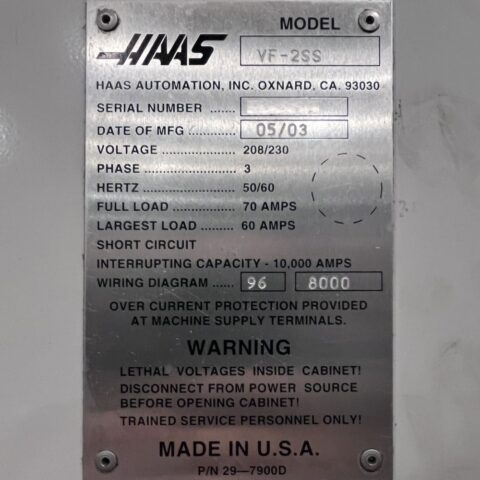 MODEL
HAAS VF-2SS
HAAS AUTOMATION, INC. OXNARD, CA. 93030
SERIAL NUMBER ......
DATE OF MFG ........ 05/03
VOLTAGE ................... 208/230
PHASE ........................ 3
HERTZ ........................ 50/60
FULL LOAD ............... 70 AMPS
LARGEST LOAD ........ 60 AMPS
SHORT CIRCUIT
INTERRUPTING CAPACITY - 10,000 AMPS
WIRING DIAGRAM ...... 96 8000
OVER CURRENT PROTECTION PROVIDED
AT MACHINE SUPPLY TERMINALS.
WARNING
LETHAL VOLTAGES INSIDE CABINET!
DISCONNECT FROM POWER SOURCE
BEFORE OPENING CABINET!
TRAINED SERVICE PERSONNEL ONLY!
MADE IN U.S.A.
P/N 29—7900D